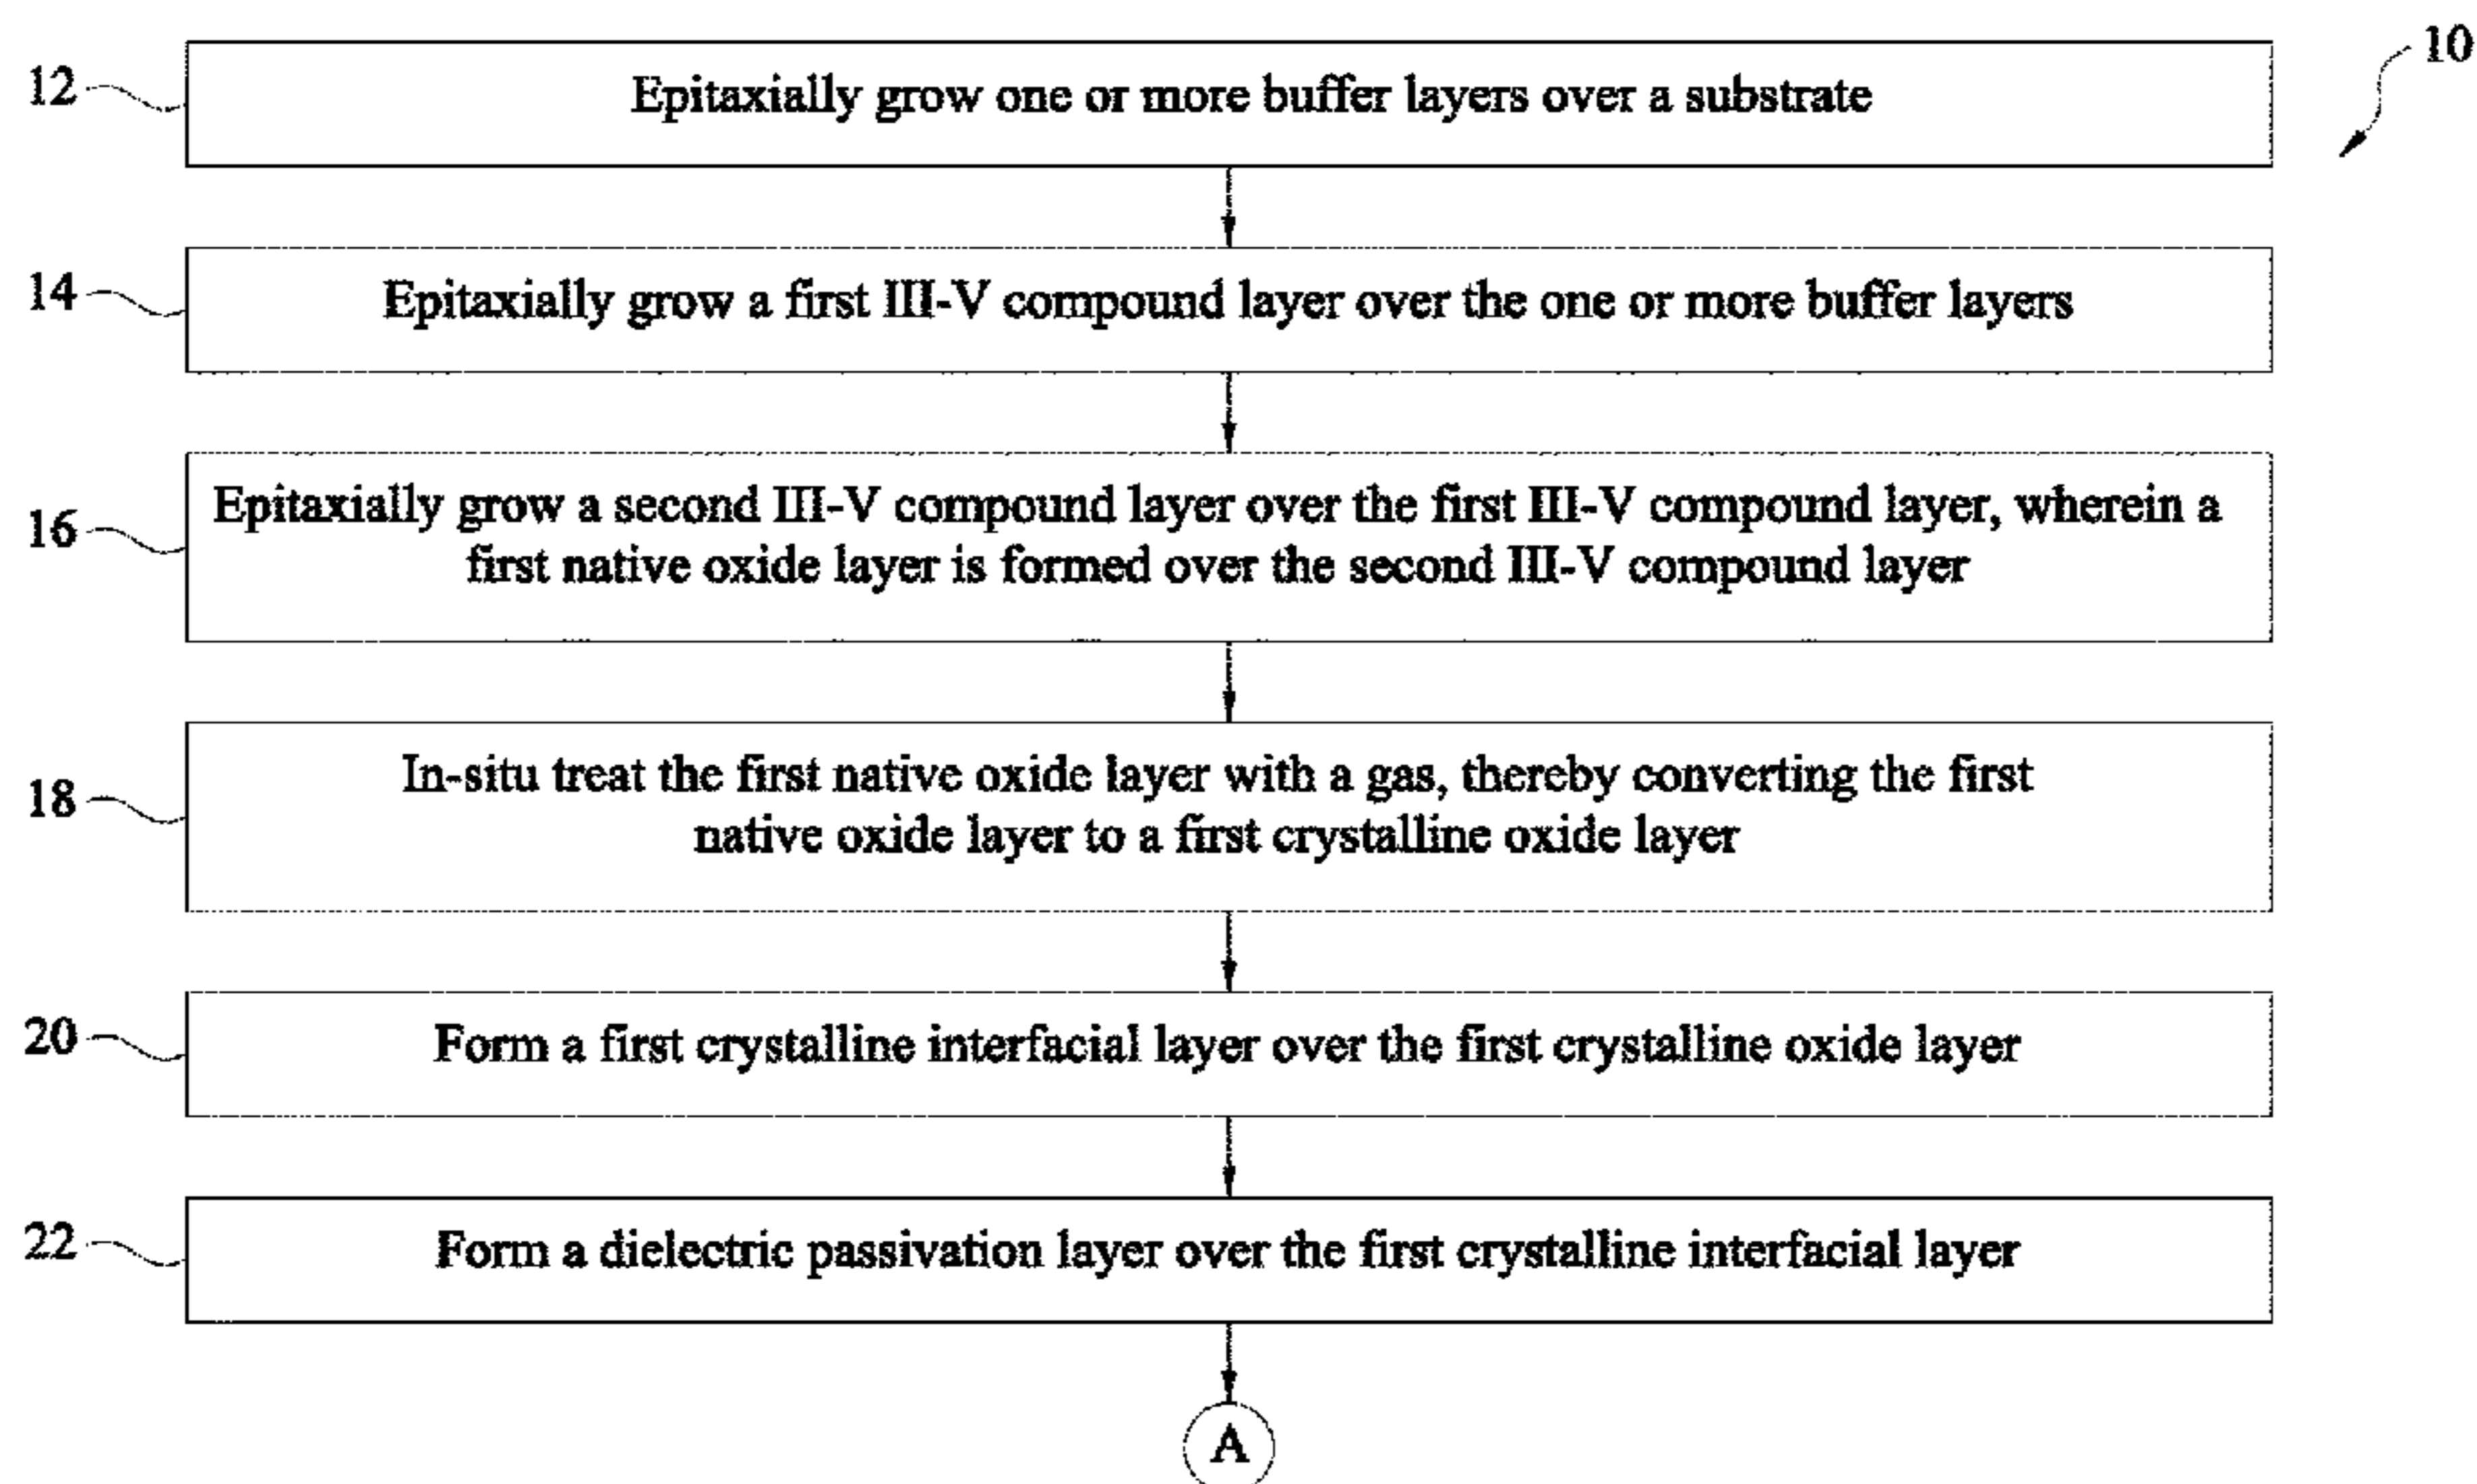 10
12
Epitaxially grow one or more buffer layers over a substrate
14
Epitaxially grow a first III-V compound layer over the one or more buffer layers
16
Epitaxially grow a second III-V compound layer over the first III-V compound layer, wherein a
first native oxide layer is formed over the second III-V compound layer
18
In-situ treat the first native oxide layer with a gas, thereby converting the first
native oxide layer to a first crystalline oxide layer
20
Form a first crystalline interfacial layer over the first crystalline oxide layer
22
Form a dielectric passivation layer over the first crystalline interfacial layer
A